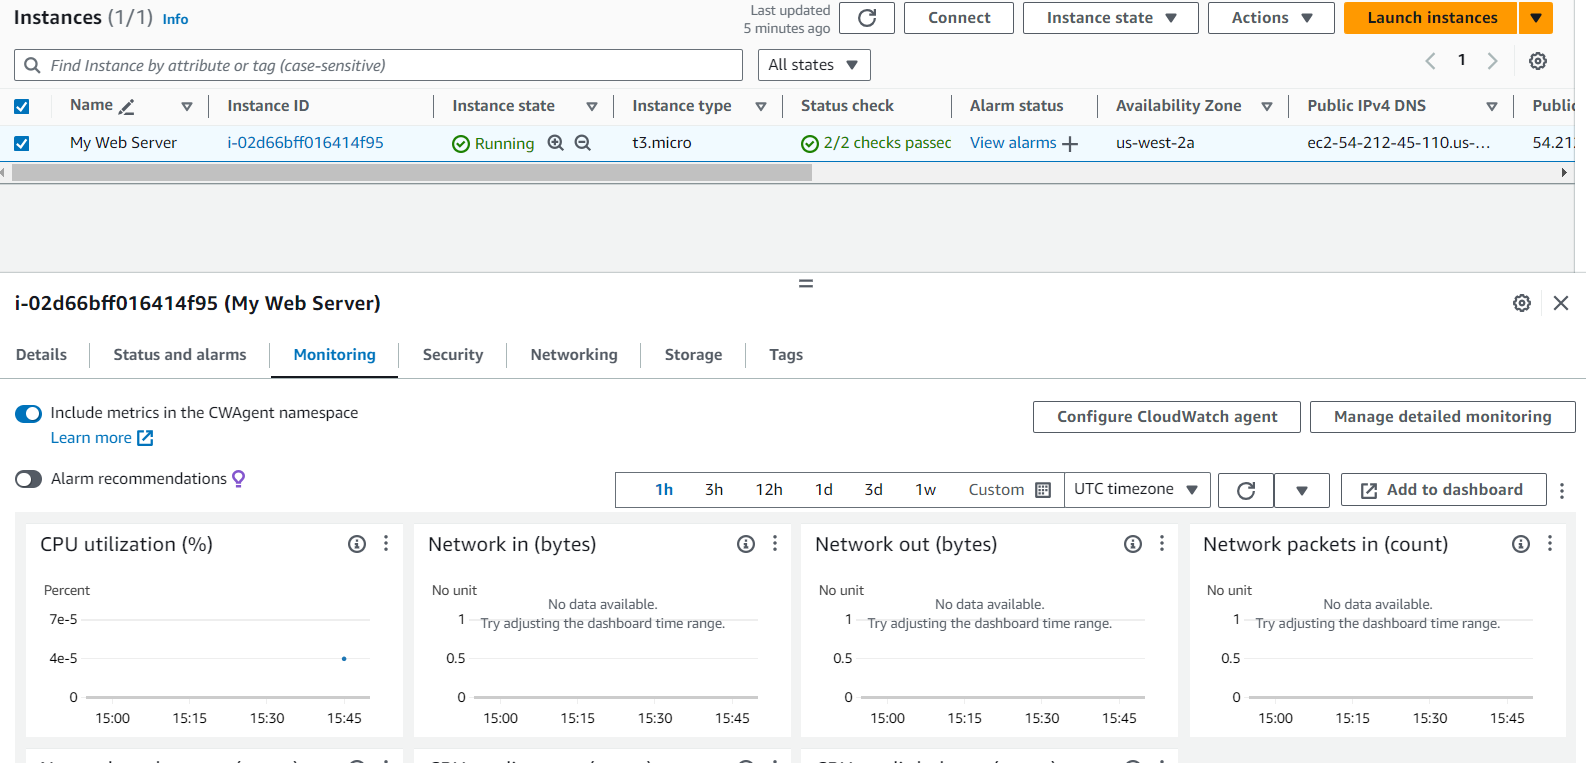 Instances (1/1) Info
Last updated
5 minutes ago
Connect
Instance state
Actions
Launch instances
Find Instance by attribute or tag (case-sensitive)
All states
1
Name
Instance ID
Instance state
Instance type
Status check
Alarm status
Availability Zone
Public IPv4 DNS
Public
My Web Server
i-02d66bff016414f95
Running
t3.micro
2/2 checks passed
View alarms
us-west-2a
ec2-54-212-45-110.us-...
54.21
i-02d66bff016414f95 (My Web Server)
Details
Status and alarms
Monitoring
Security
Networking
Storage
Tags
Include metrics in the CWAgent namespace
Learn more
Configure CloudWatch agent
Manage detailed monitoring
Alarm recommendations
1h
3h
12h
1d
3d
1w
Custom
UTC timezone
Add to dashboard
CPU utilization (%)
Percent
7e-5
4e-5
0
15:00
15:15
15:30
15:45
Network in (bytes)
No unit
No data available.
Try adjusting the dashboard time range.
1
0.5
0
15:00
15:15
15:30
15:45
Network out (bytes)
No unit
No data available.
Try adjusting the dashboard time range.
1
0.5
0
15:00
15:15
15:30
15:45
Network packets in (count)
No unit
No data available.
Try adjusting the dashboard time range.
1
0.5
0
15:00
15:15
15:30
15:45